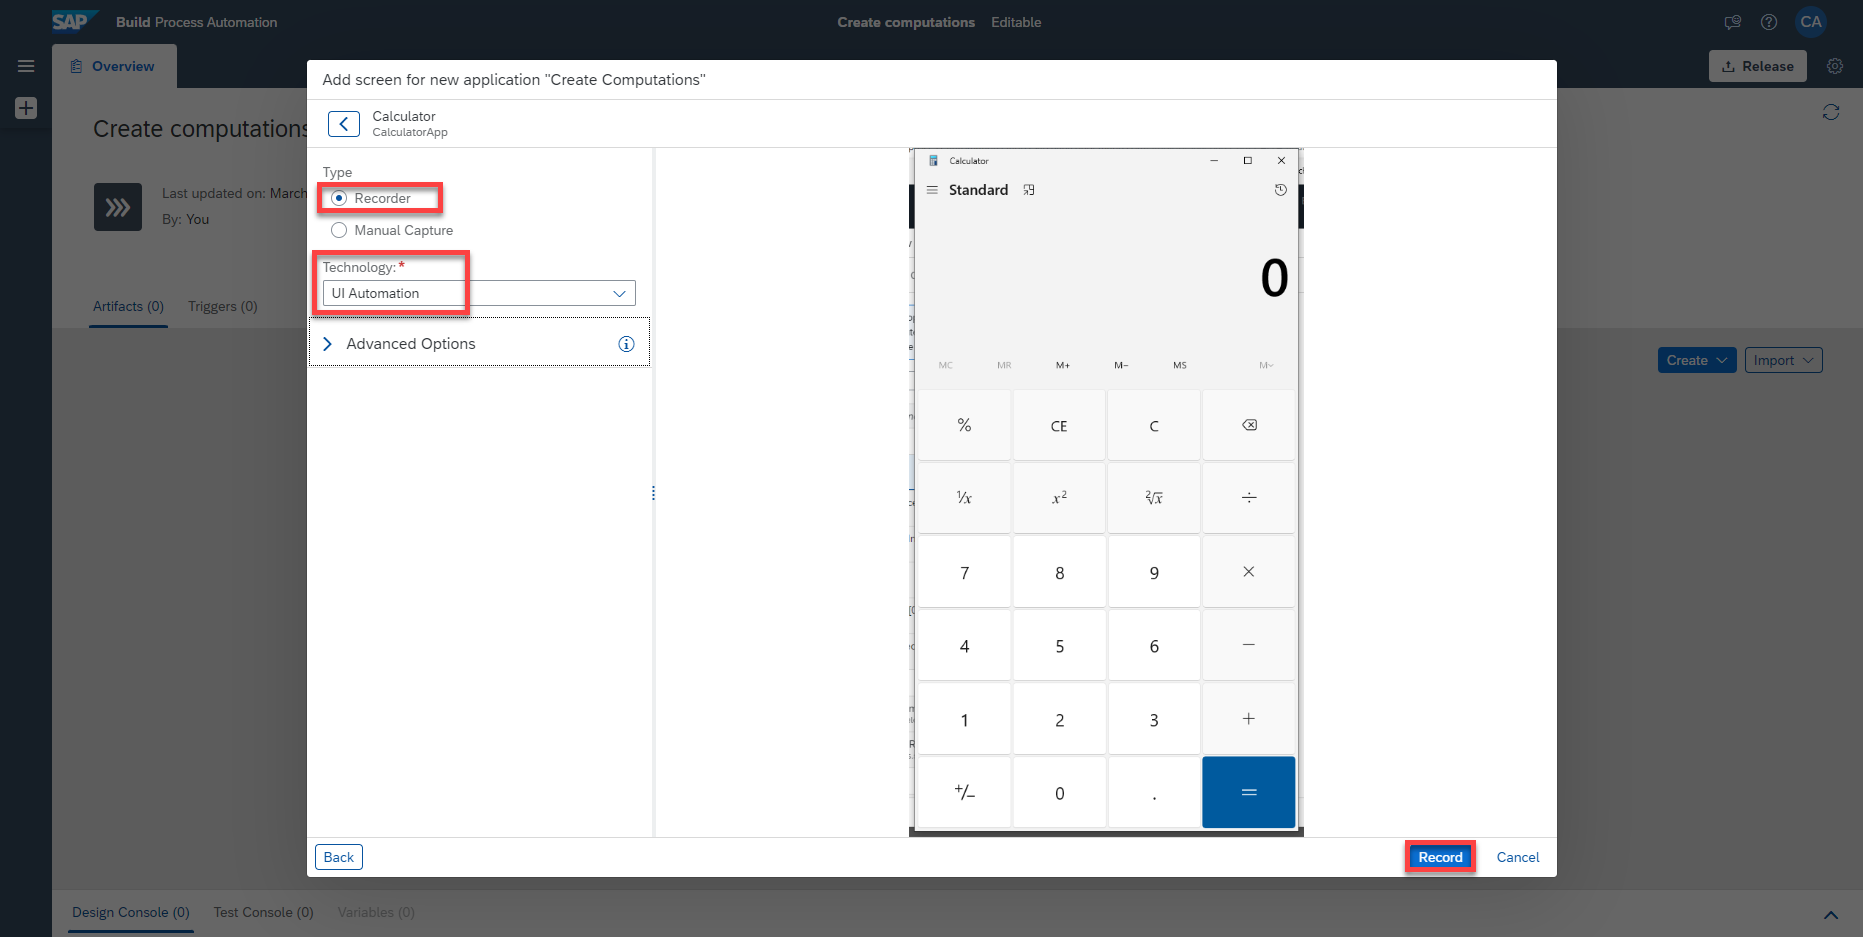 SAP Build Process Automation
Create computations Editable
CA
Overview
Release
Create computations
Last updated on: March
By: You
Artifacts (0) Triggers (0)
Create
Import
Add screen for new application "Create Computations"
Calculator
CalculatorApp
Type
Recorder
Manual Capture
Technology:*
UI Automation
Advanced Options
Calculator
Standard
0
MC MR M+ M− MS M
% CE C
⅟x x² ²√x ÷
7 8 9 ×
4 5 6 −
1 2 3 +
+/− 0 . =
Back
Record
Cancel
Design Console (0) Test Console (0) Variables (0)